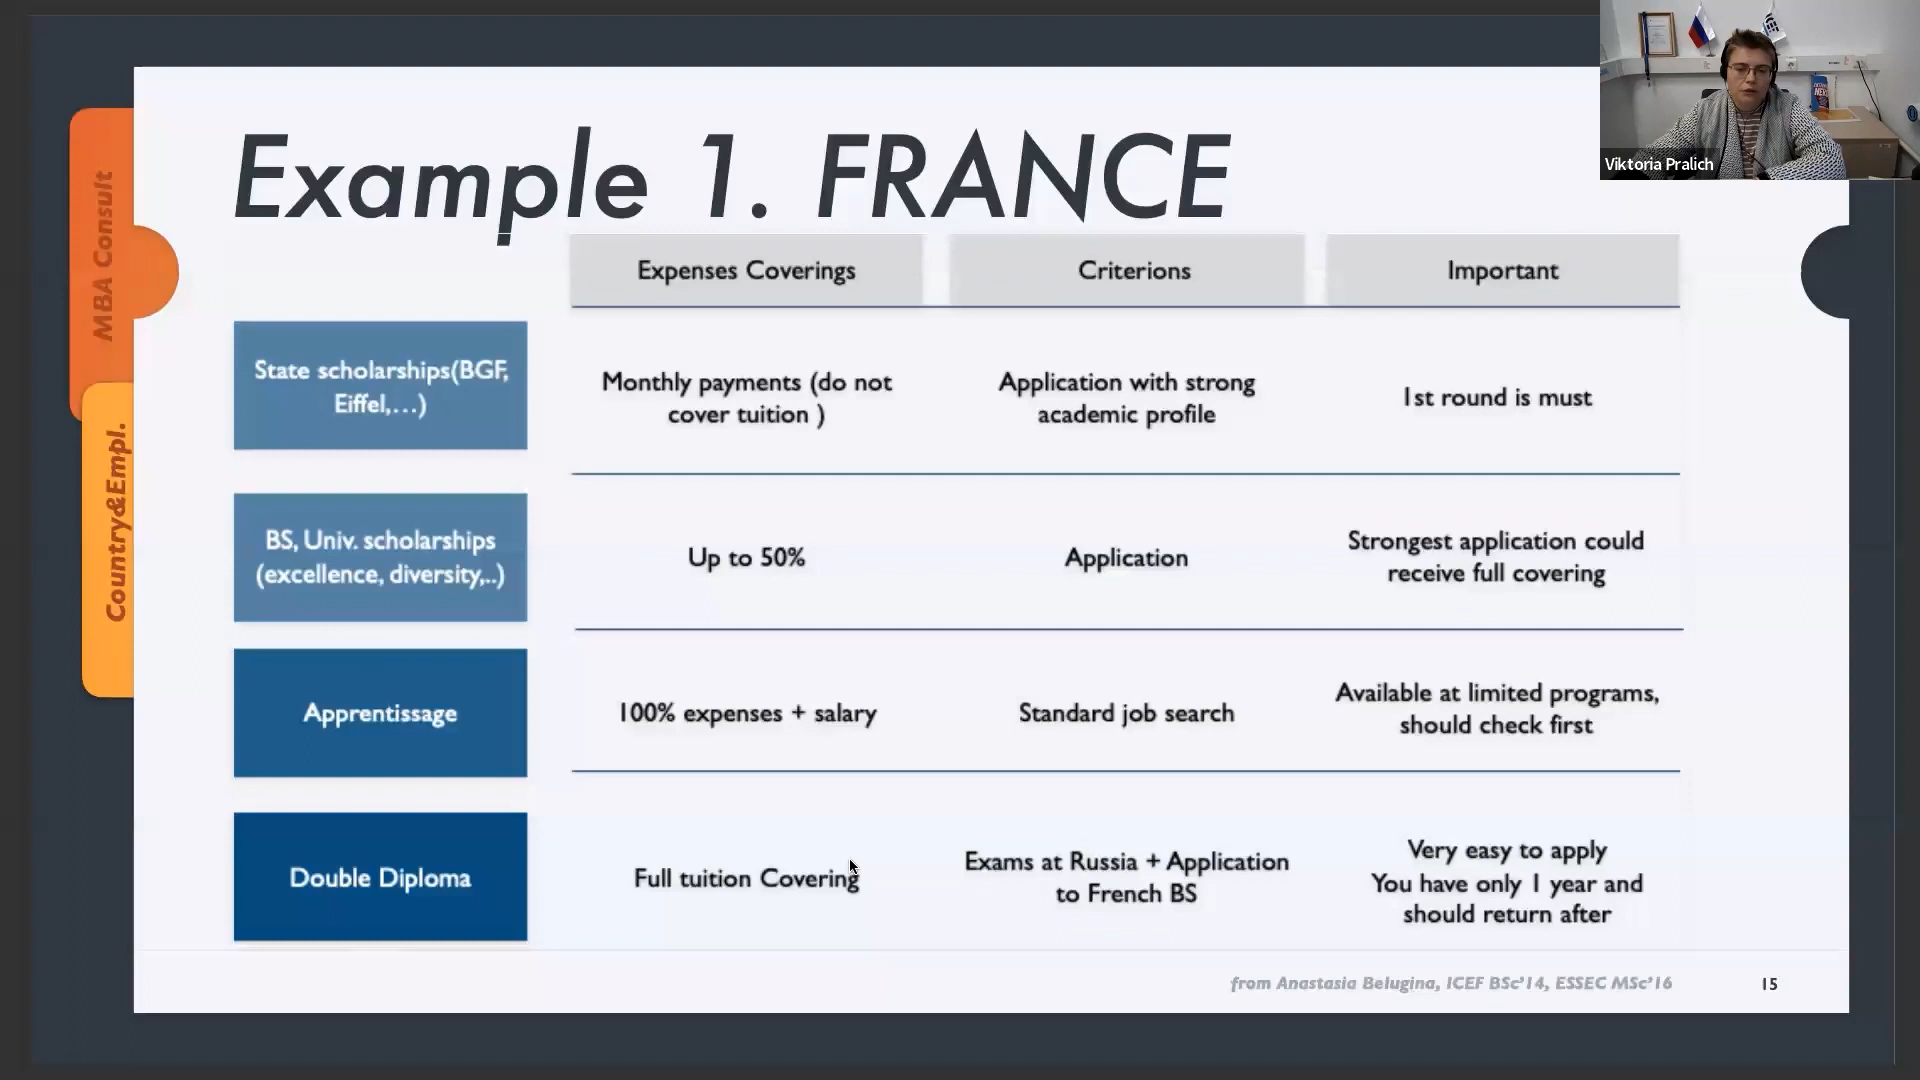 Viktoria Pralich
MBA Consult
Country&Empl.
Example 1. FRANCE
Expenses Coverings
Criterions
Important
State scholarships(BGF,
Eiffel,...)
Monthly payments (do not
cover tuition )
Application with strong
academic profile
1st round is must
BS, Univ. scholarships
(excellence, diversity,..)
Up to 50%
Application
Strongest application could
receive full covering
Apprentissage
100% expenses + salary
Standard job search
Available at limited programs,
should check first
Double Diploma
Full tuition Covering
Exams at Russia + Application
to French BS
Very easy to apply
You have only 1 year and
should return after
from Anastasia Belugina, ICEF BSc'14, ESSEC MSc'16
15